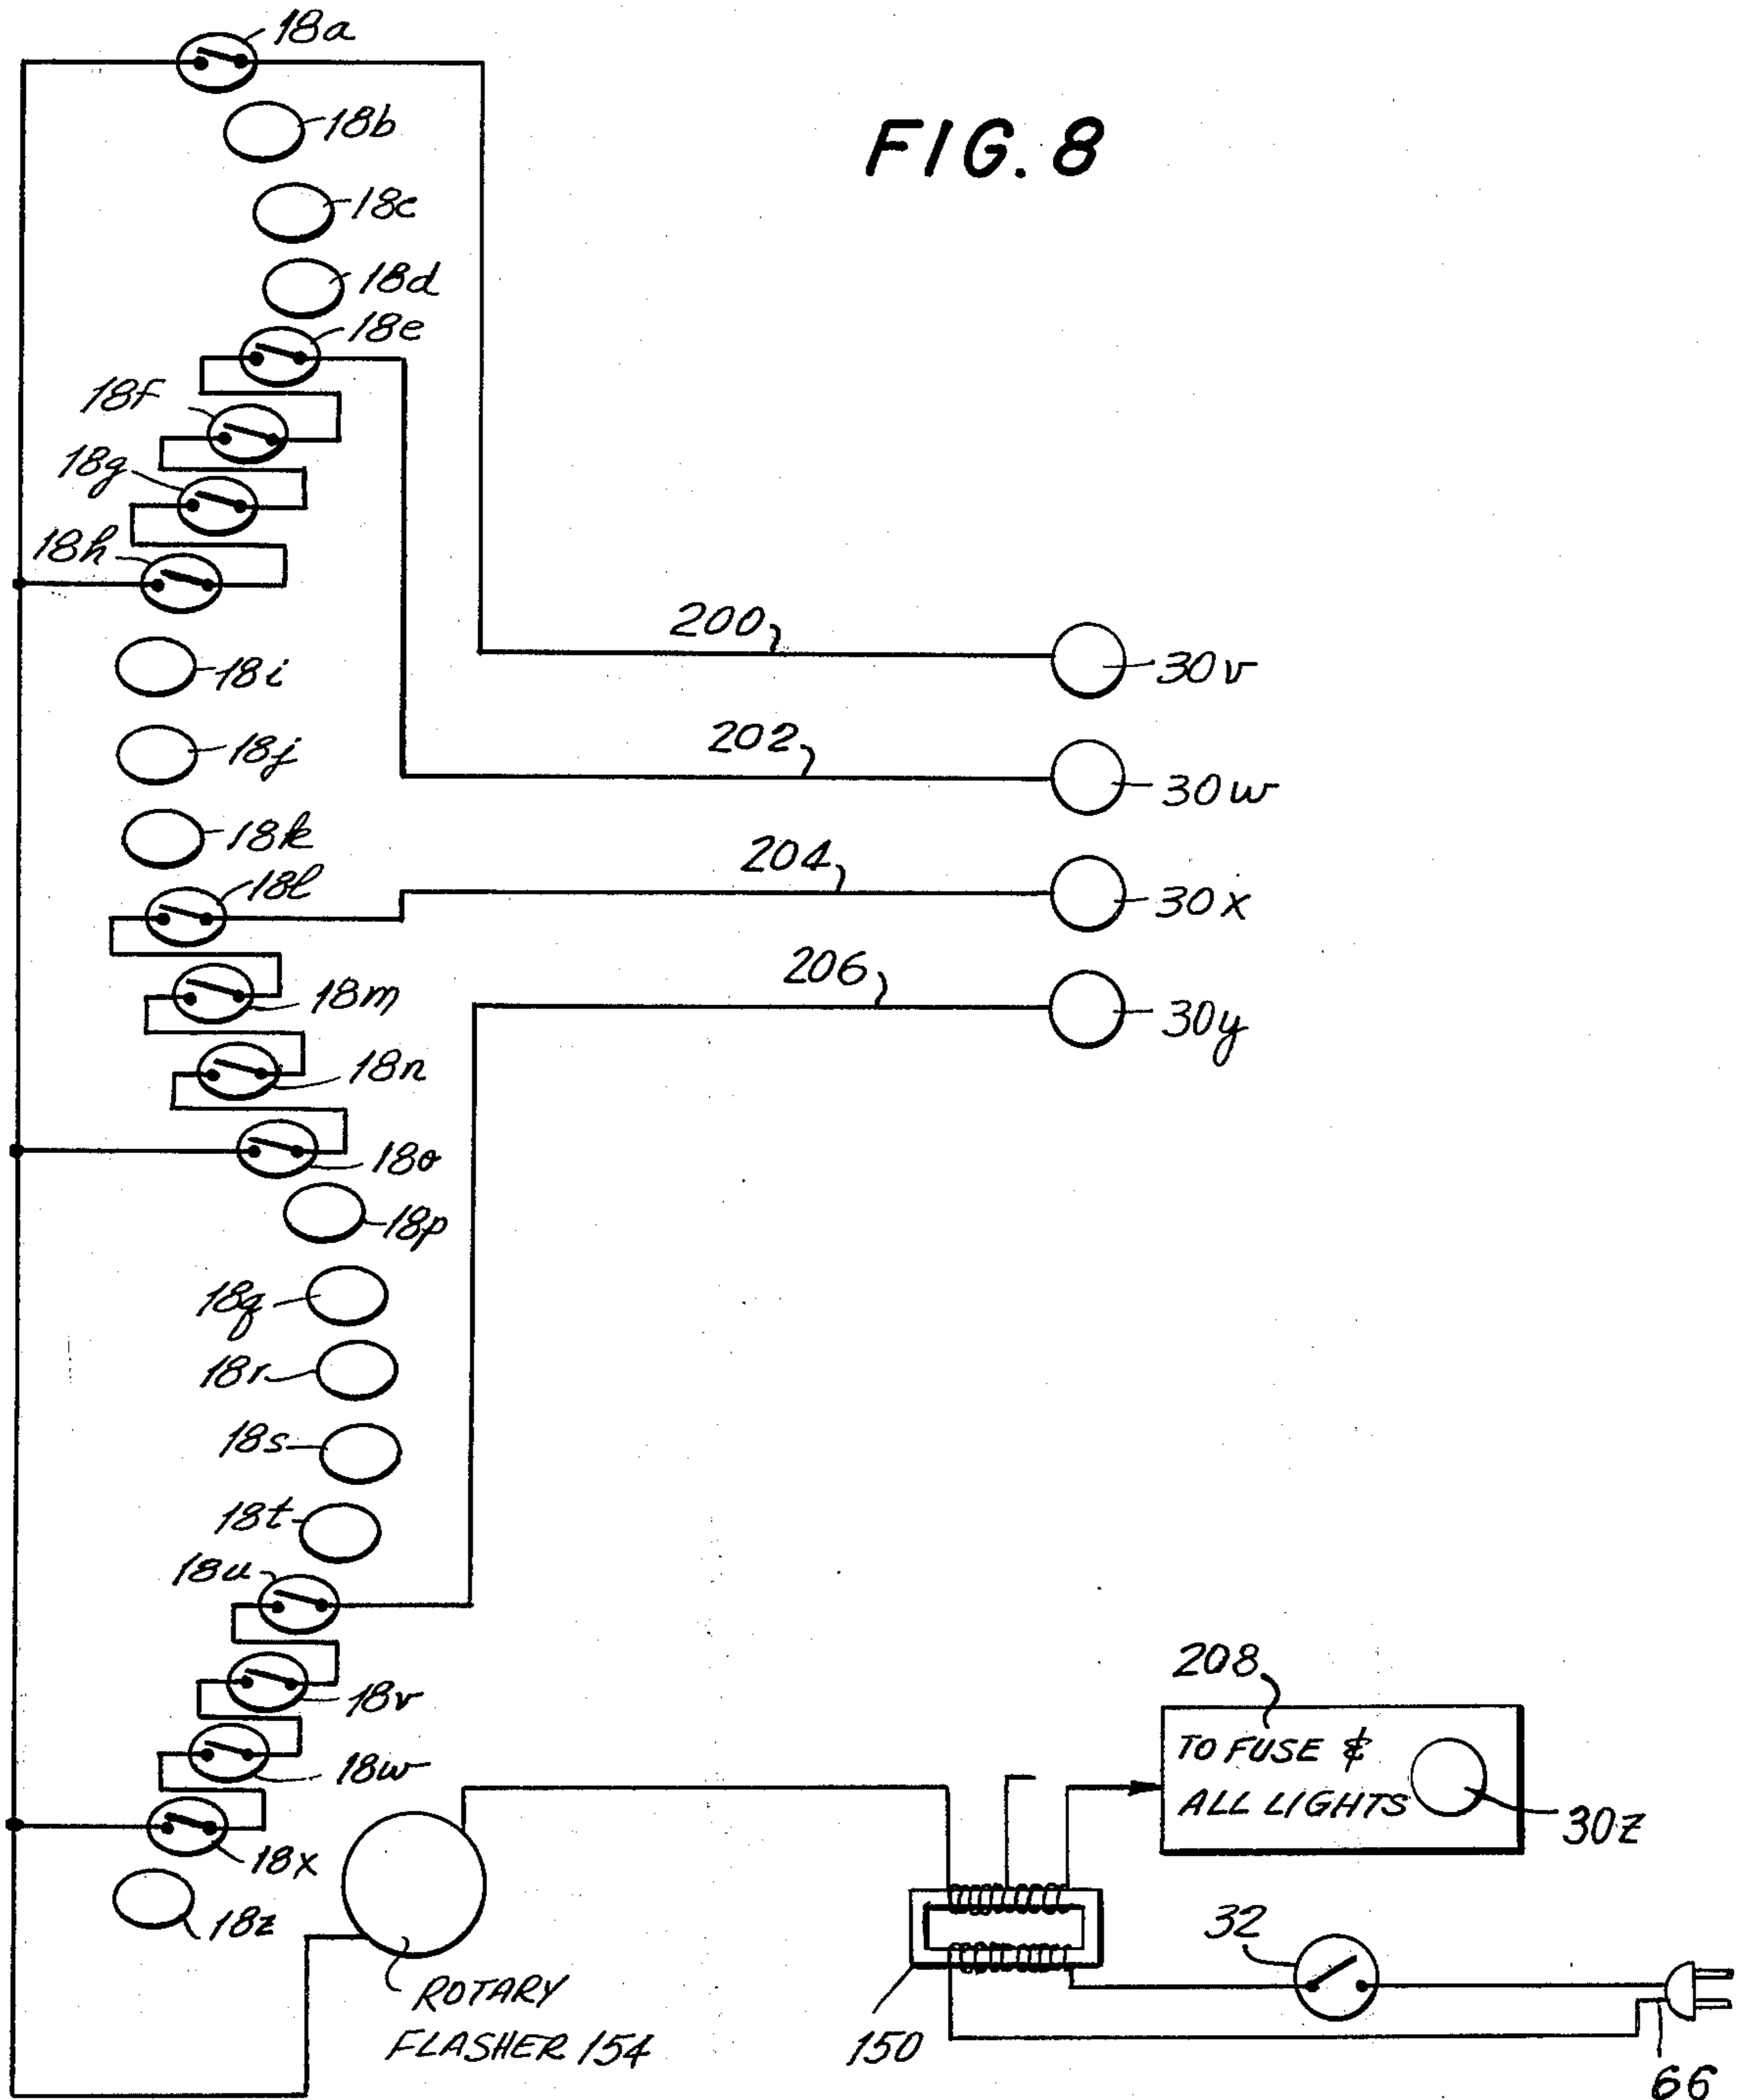 18a
18b
FIG. 8
18c
18d
18e
18f
18g
18h
200
30v
18i
202
18j
30w
18k
204
18l
30x
206
18m
30y
18n
18o
18p
18q
18r
18s
18t
18u
208
18v
TO FUSE &
18w
ALL LIGHTS
30z
18x
18z
32
ROTARY
FLASHER 154
150
66